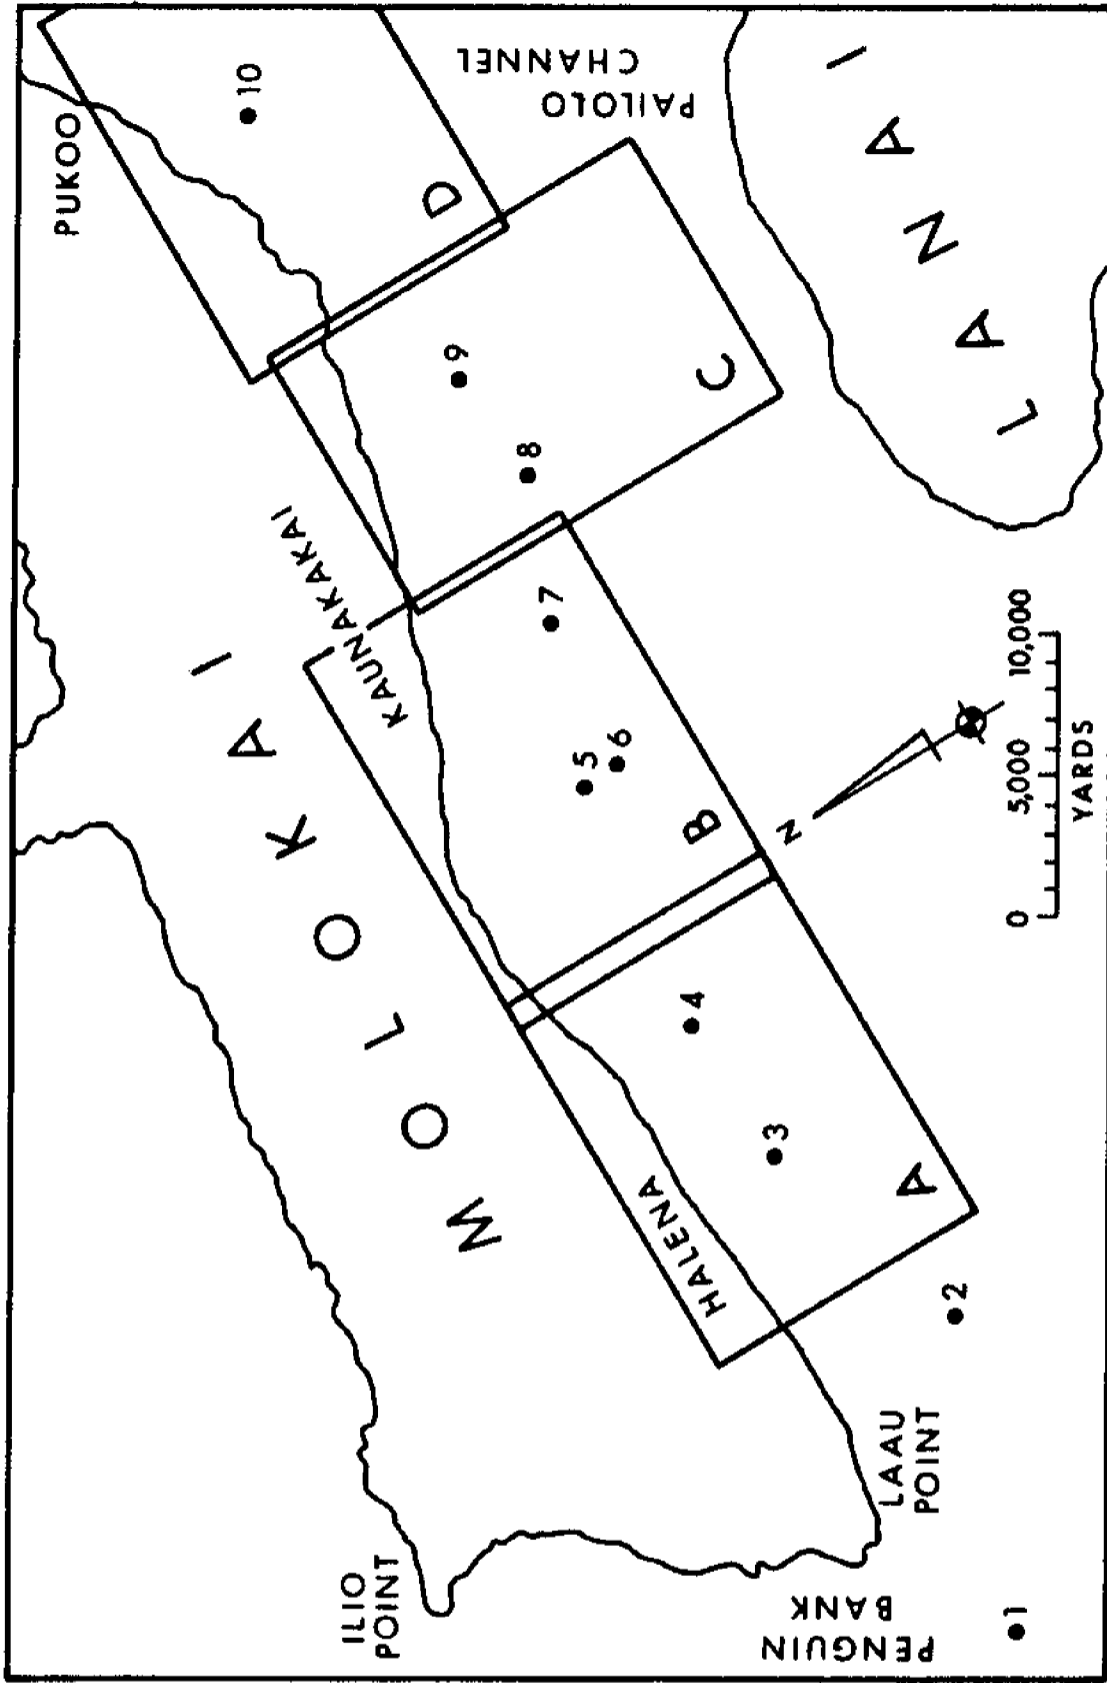 PUKOO
10
PAILOLO
CHANNEL
D
9
C
8
KAUNAKAKAI
MOLOKAI
LANAI
7
5
6
B
4
3
HALENA
A
2
ILIO
POINT
LAAU
POINT
PENGUIN
BANK
1
N
0 5,000 10,000
YARDS